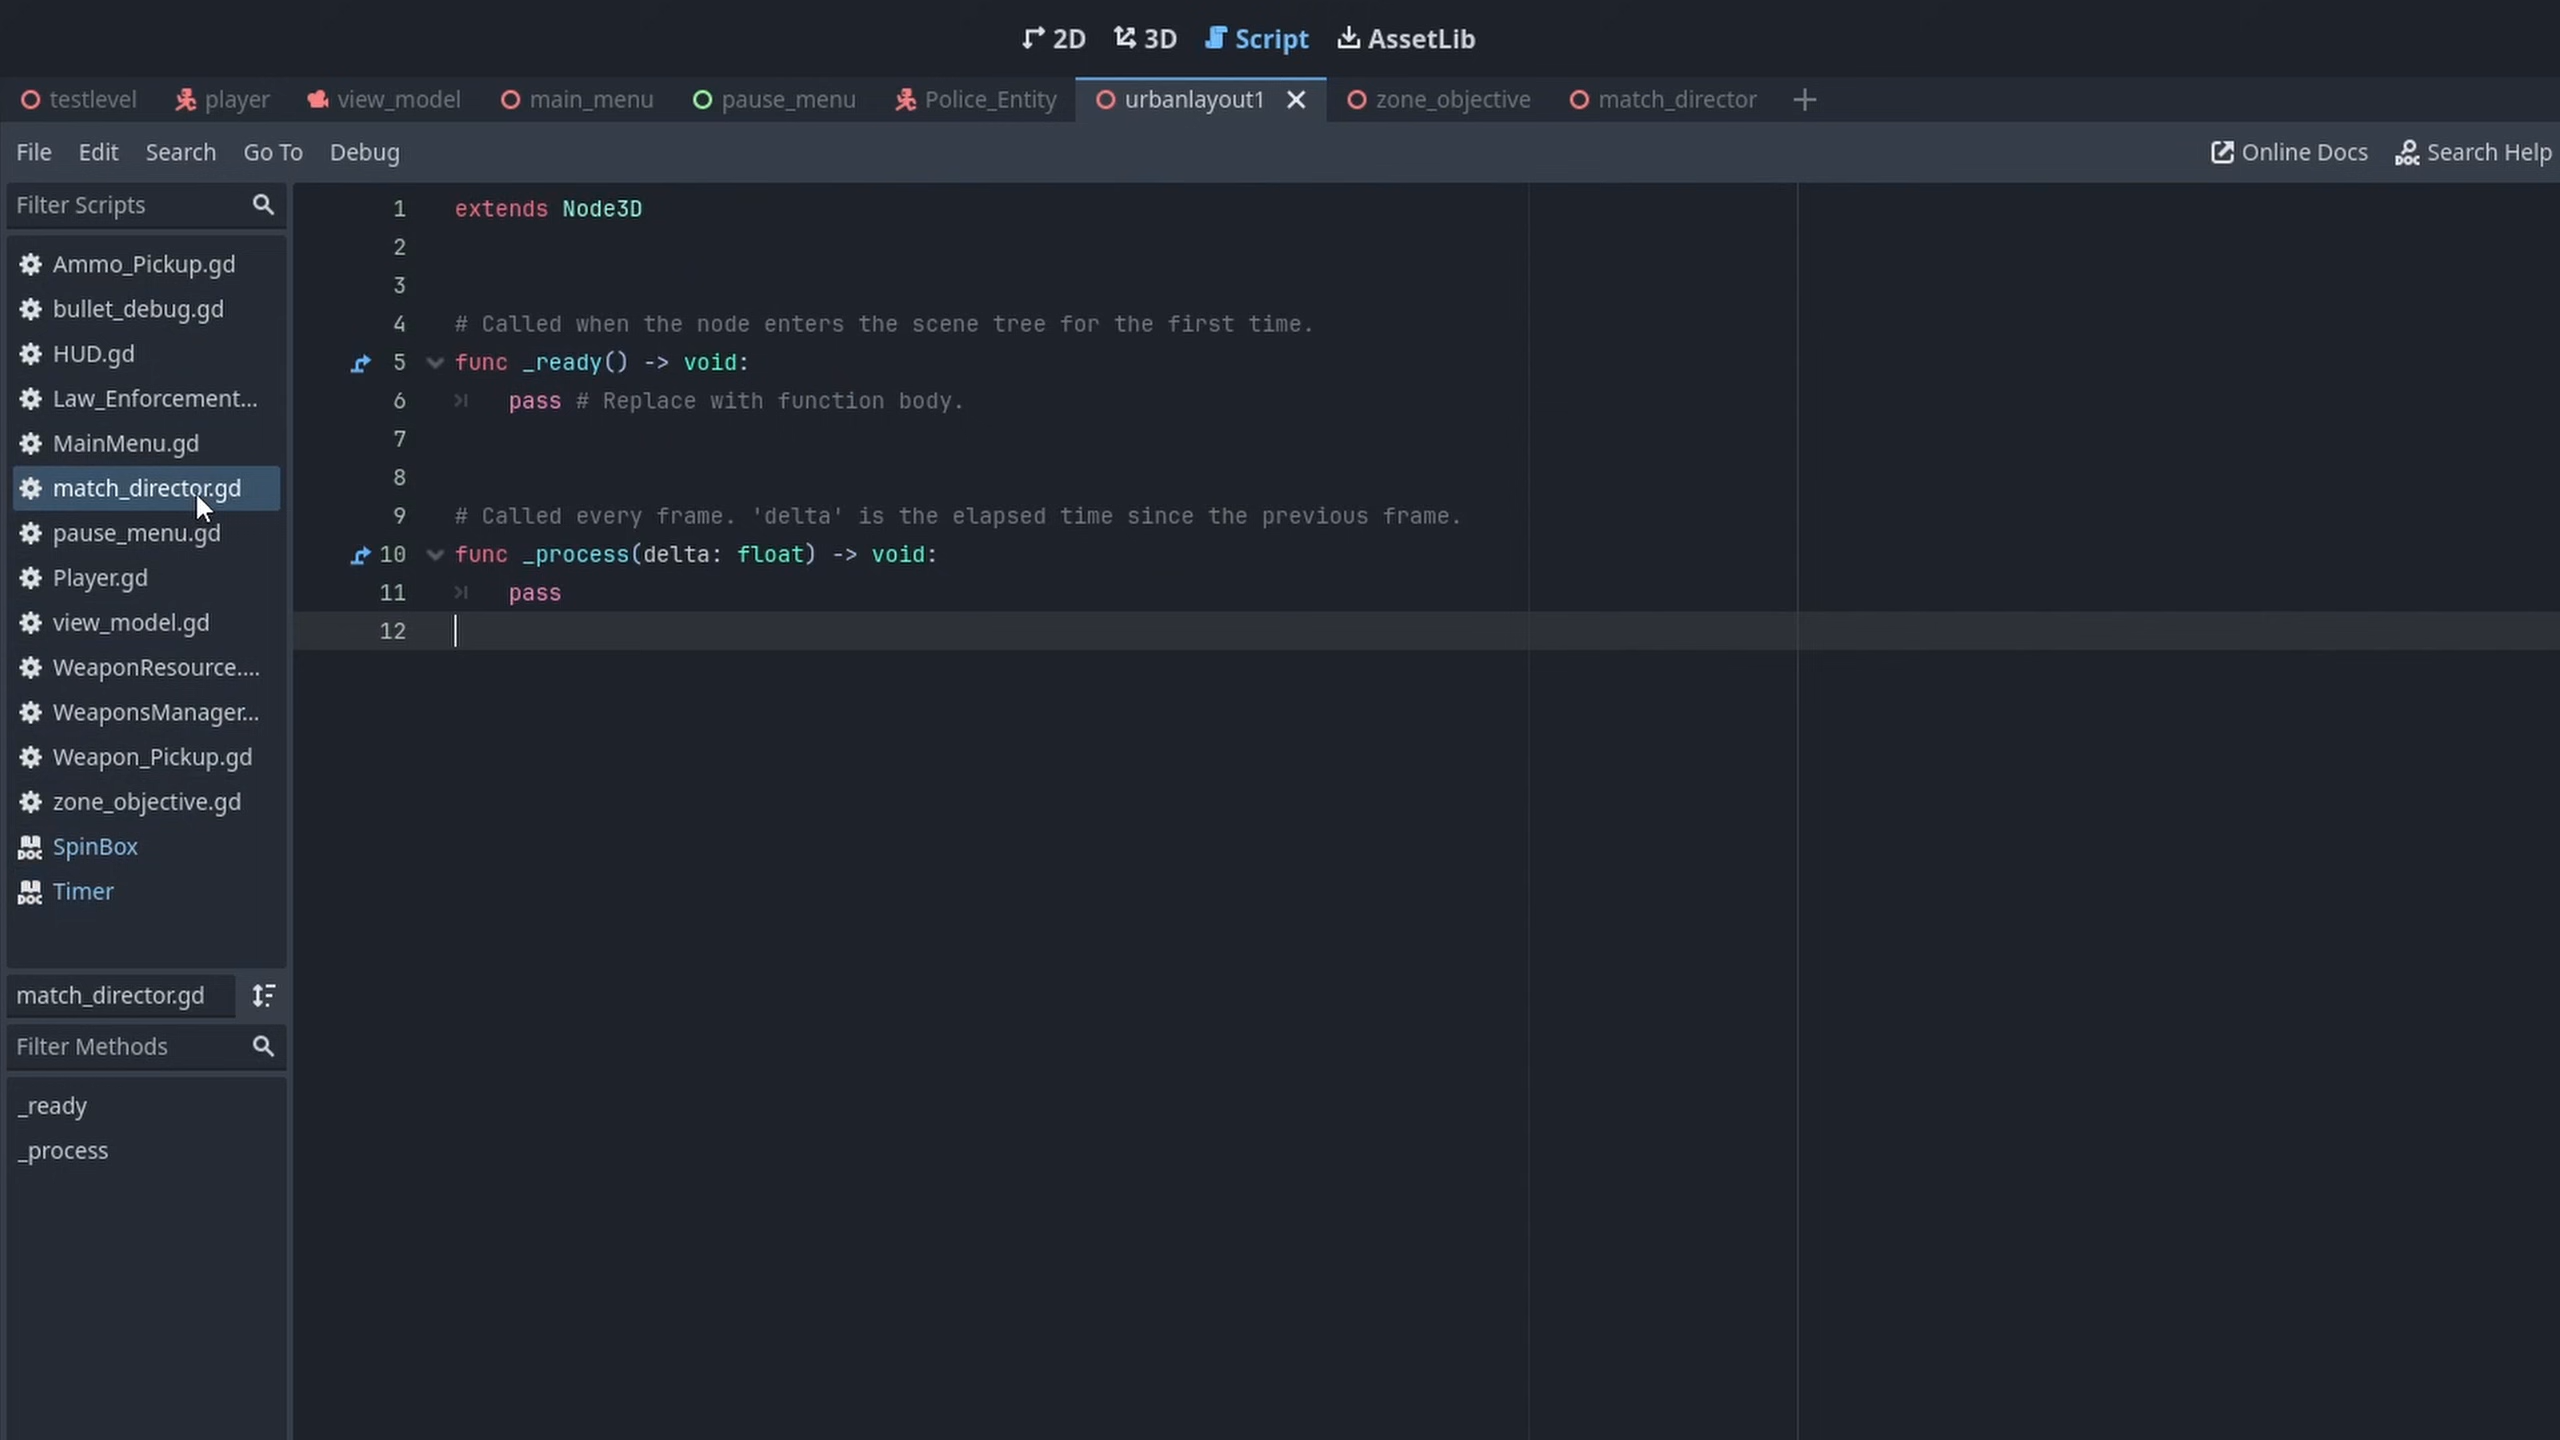 2D 3D Script AssetLib
testlevel player view_model main_menu pause_menu Police_Entity urbanlayout1 zone_objective match_director
File Edit Search Go To Debug Online Docs Search Help
Filter Scripts
Ammo_Pickup.gd
bullet_debug.gd
HUD.gd
Law_Enforcement...
MainMenu.gd
match_director.gd
pause_menu.gd
Player.gd
view_model.gd
WeaponResource....
WeaponsManager...
Weapon_Pickup.gd
zone_objective.gd
DOC SpinBox
DOC Timer
match_director.gd
Filter Methods
_ready
_process
1 extends Node3D
2
3
4 # Called when the node enters the scene tree for the first time.
5 func _ready() -> void:
6 pass # Replace with function body.
7
8
9 # Called every frame. 'delta' is the elapsed time since the previous frame.
10 func _process(delta: float) -> void:
11 pass
12